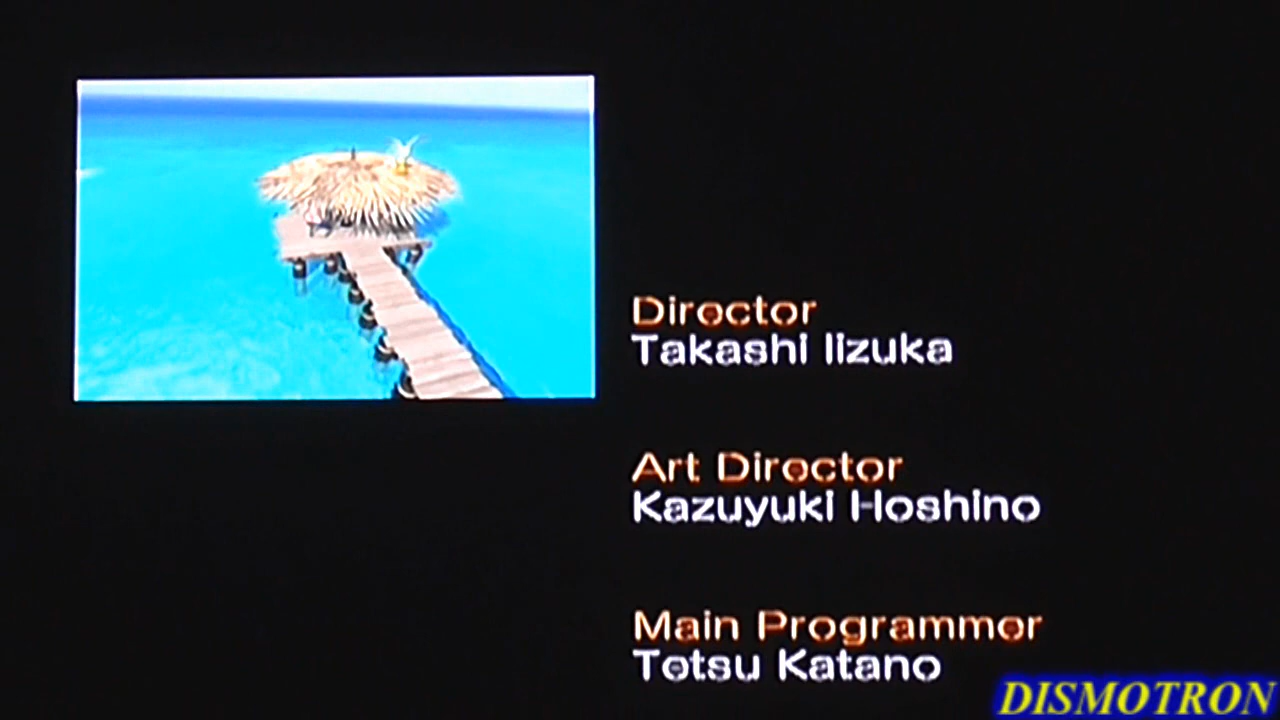 Director
Takashi Iizuka
Art Director
Kazuyuki Hoshino
Main Programmer
Tetsu Katano
DISMOTRON